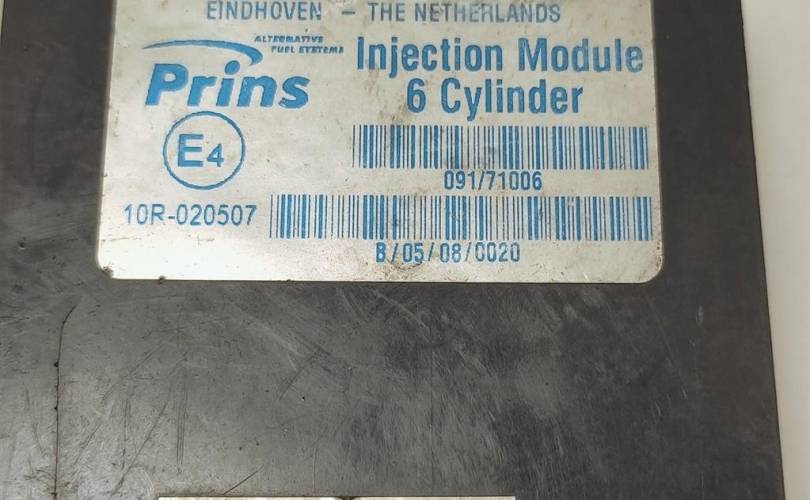 EINDHOVEN – THE NETHERLANDS
ALTERNATIVE
FUEL SYSTEMS
Prins
Injection Module
6 Cylinder
E4
091/71006
10R-020507
B/05/08/0020